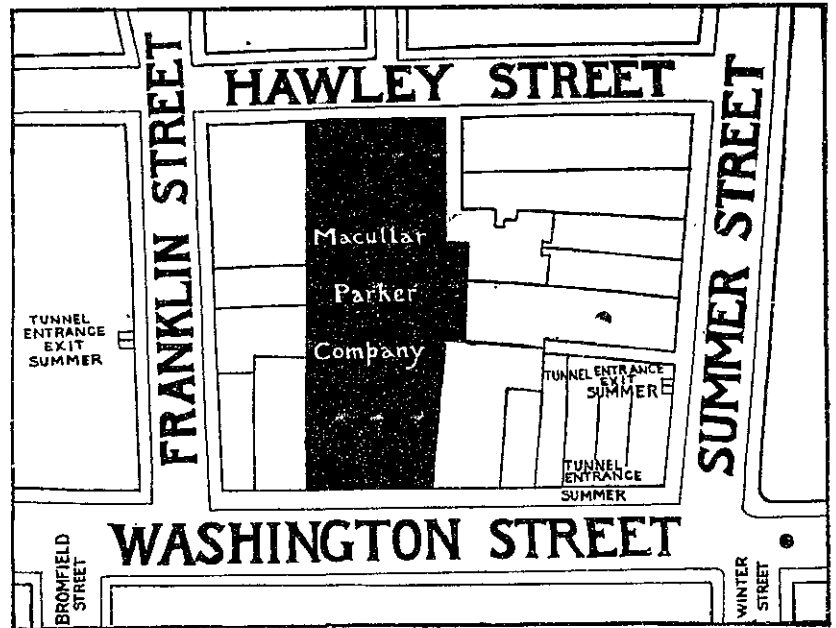 HAWLEY STREET
FRANKLIN STREET
SUMMER STREET
Macullar
Parker
Company
TUNNEL
ENTRANCE
EXIT
SUMMER
TUNNEL ENTRANCE
EXIT
SUMMER
TUNNEL
ENTRANCE
SUMMER
WASHINGTON STREET
BROMFIELD
STREET
WINTER
STREET